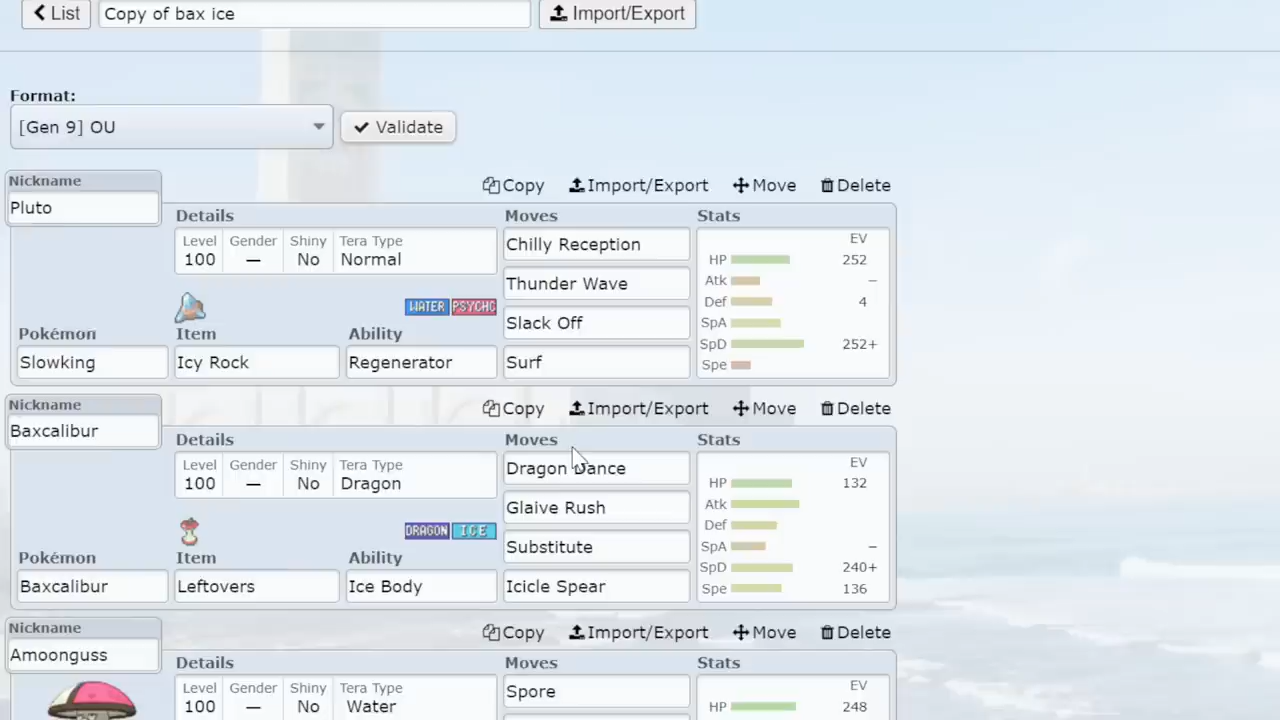 List
Copy of bax ice
Import/Export
Format:
[Gen 9] OU
Validate
Nickname
Pluto
Copy Import/Export Move Delete
Details
Level Gender Shiny Tera Type
100 — No Normal
WATER PSYCHC
Pokémon Item Ability
Slowking Icy Rock Regenerator
Moves
Chilly Reception
Thunder Wave
Slack Off
Surf
Stats
EV
HP 252
Atk –
Def 4
SpA
SpD 252+
Spe
Nickname
Baxcalibur
Copy Import/Export Move Delete
Details
Level Gender Shiny Tera Type
100 — No Dragon
DRAGON ICE
Pokémon Item Ability
Baxcalibur Leftovers Ice Body
Moves
Dragon Dance
Glaive Rush
Substitute
Icicle Spear
Stats
EV
HP 132
Atk
Def
SpA –
SpD 240+
Spe 136
Nickname
Amoonguss
Copy Import/Export Move Delete
Details
Level Gender Shiny Tera Type
100 — No Water
Moves
Spore
Stats
EV
HP 248